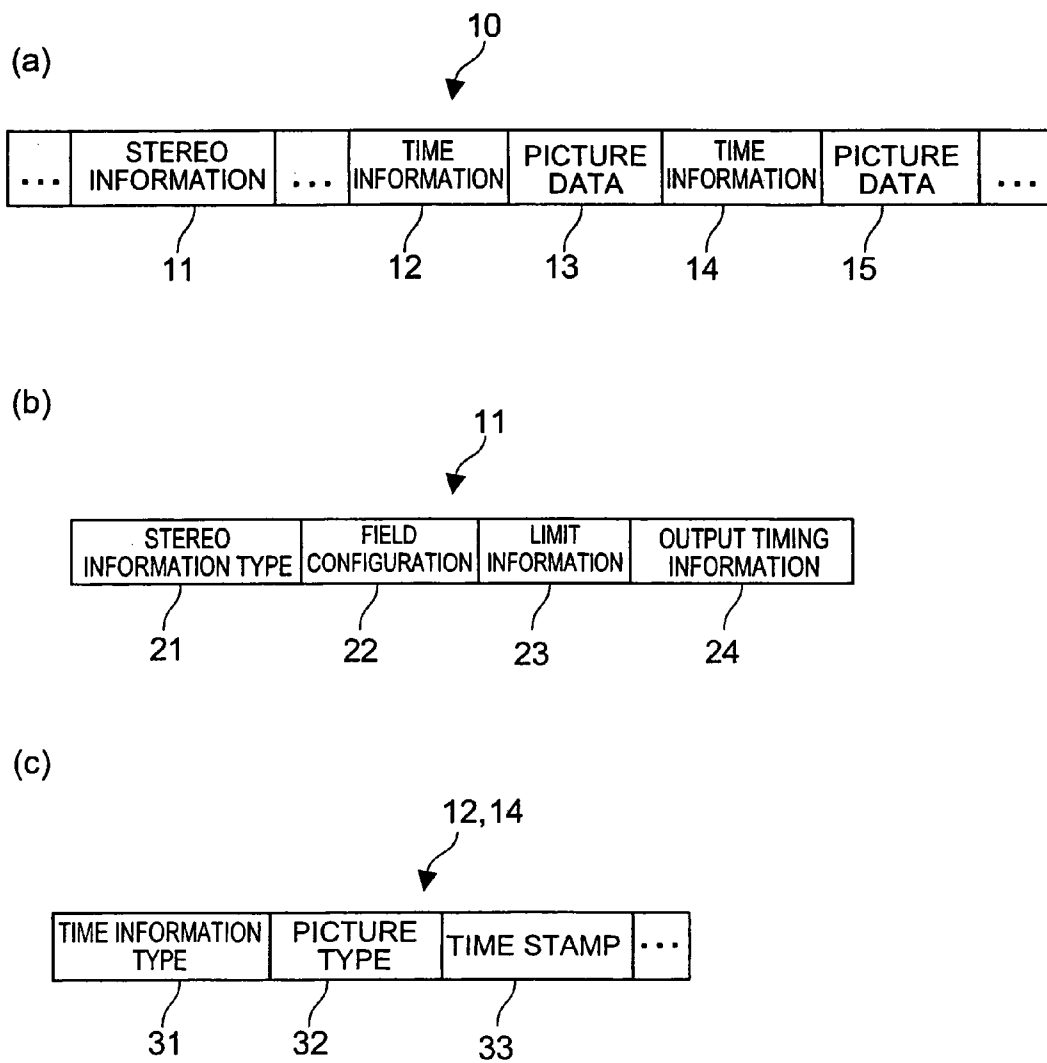 (a)
10
... STEREO INFORMATION ... TIME INFORMATION PICTURE DATA TIME INFORMATION PICTURE DATA ...
11 12 13 14 15
(b)
11
STEREO INFORMATION TYPE FIELD CONFIGURATION LIMIT INFORMATION OUTPUT TIMING INFORMATION
21 22 23 24
(c)
12,14
TIME INFORMATION TYPE PICTURE TYPE TIME STAMP ...
31 32 33